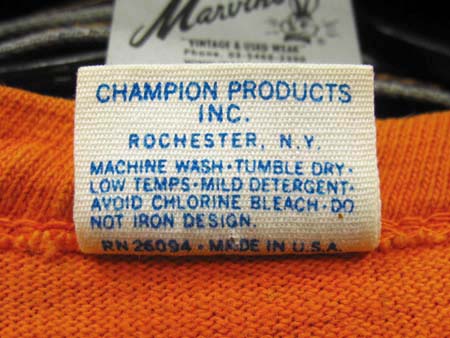 Marvins
VINTAGE & USED WEAR
CHAMPION PRODUCTS
INC.
ROCHESTER, N.Y.
MACHINE WASH·TUMBLE DRY·
LOW TEMPS·MILD DETERGENT·
AVOID CHLORINE BLEACH·DO
NOT IRON DESIGN.
RN 26094·MADE IN U.S.A.